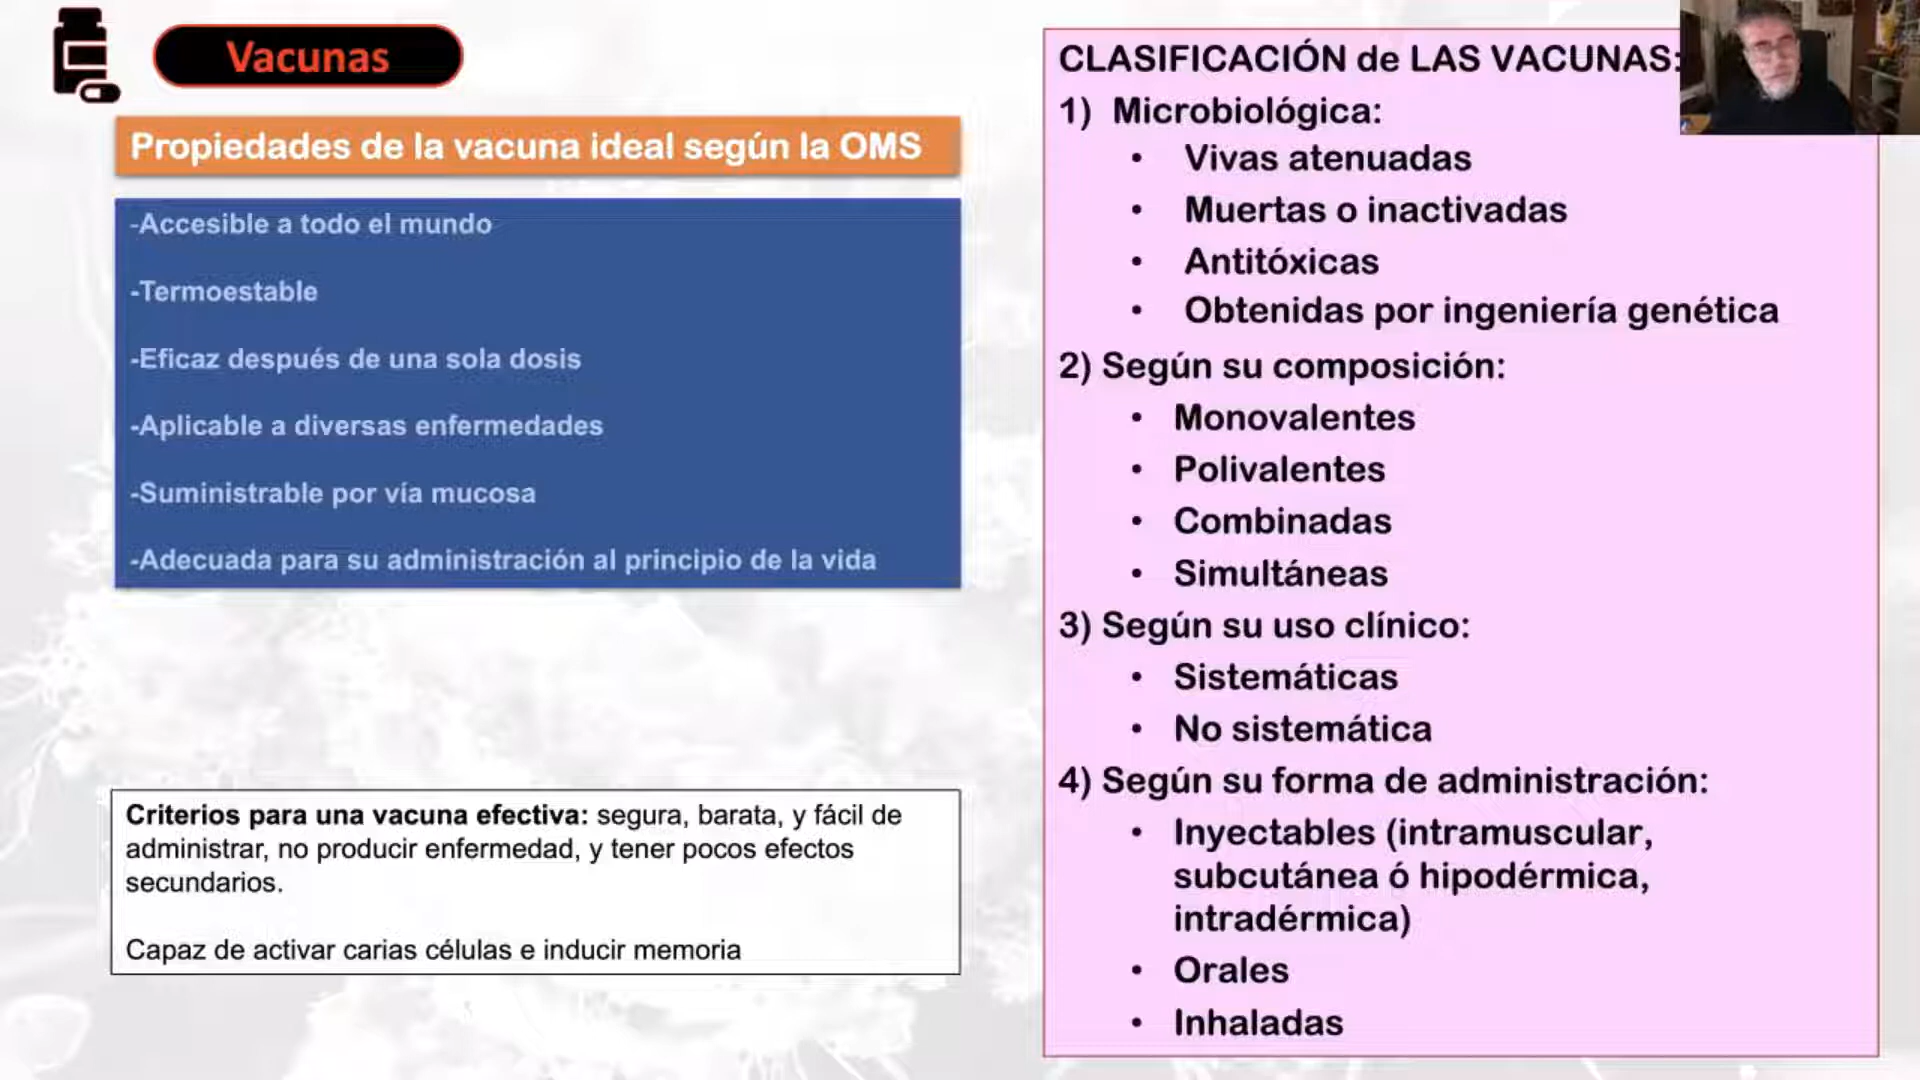 Vacunas
Propiedades de la vacuna ideal según la OMS
-Accesible a todo el mundo
-Termoestable
-Eficaz después de una sola dosis
-Aplicable a diversas enfermedades
-Suministrable por vía mucosa
-Adecuada para su administración al principio de la vida
Criterios para una vacuna efectiva: segura, barata, y fácil de
administrar, no producir enfermedad, y tener pocos efectos
secundarios.
Capaz de activar carias células e inducir memoria
CLASIFICACIÓN de LAS VACUNAS:
1) Microbiológica:
• Vivas atenuadas
• Muertas o inactivadas
• Antitóxicas
• Obtenidas por ingeniería genética
2) Según su composición:
• Monovalentes
• Polivalentes
• Combinadas
• Simultáneas
3) Según su uso clínico:
• Sistemáticas
• No sistemática
4) Según su forma de administración:
• Inyectables (intramuscular,
subcutánea ó hipodérmica,
intradérmica)
• Orales
• Inhaladas